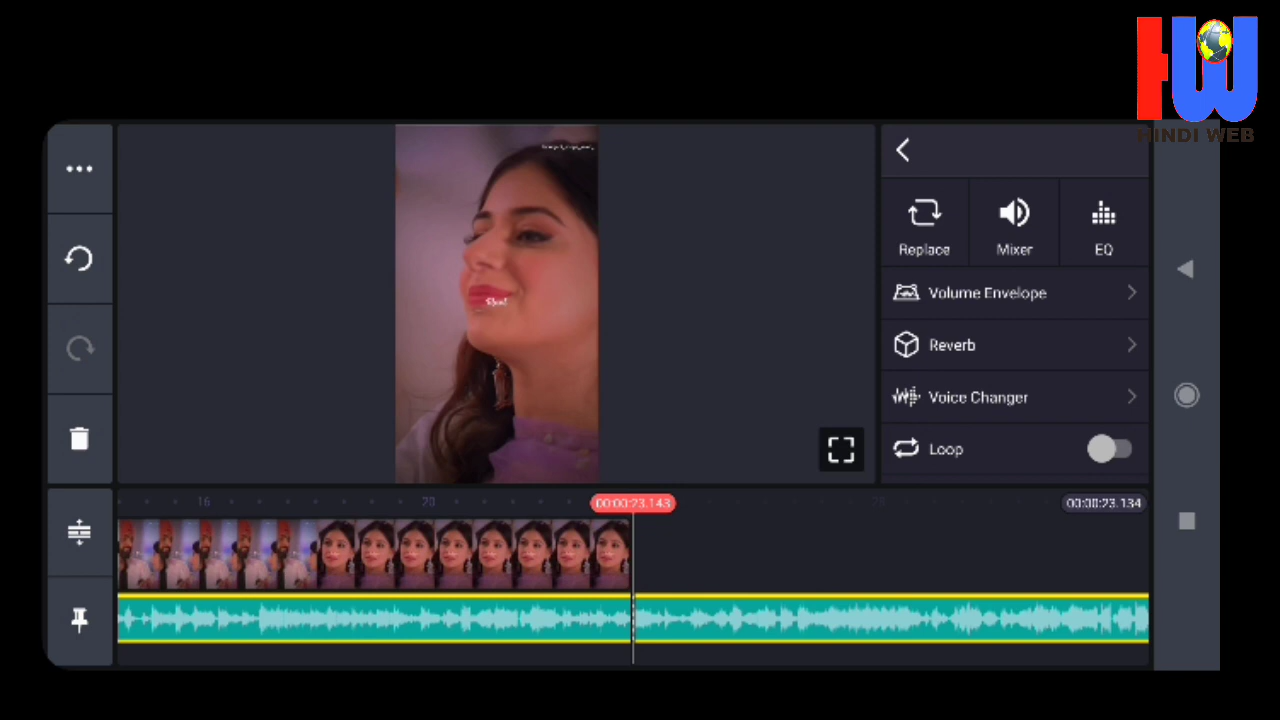 HINDI WEB
Replace
Mixer
EQ
Volume Envelope
Reverb
Voice Changer
Loop
16
20
00:00:23.143
00:00:23.134